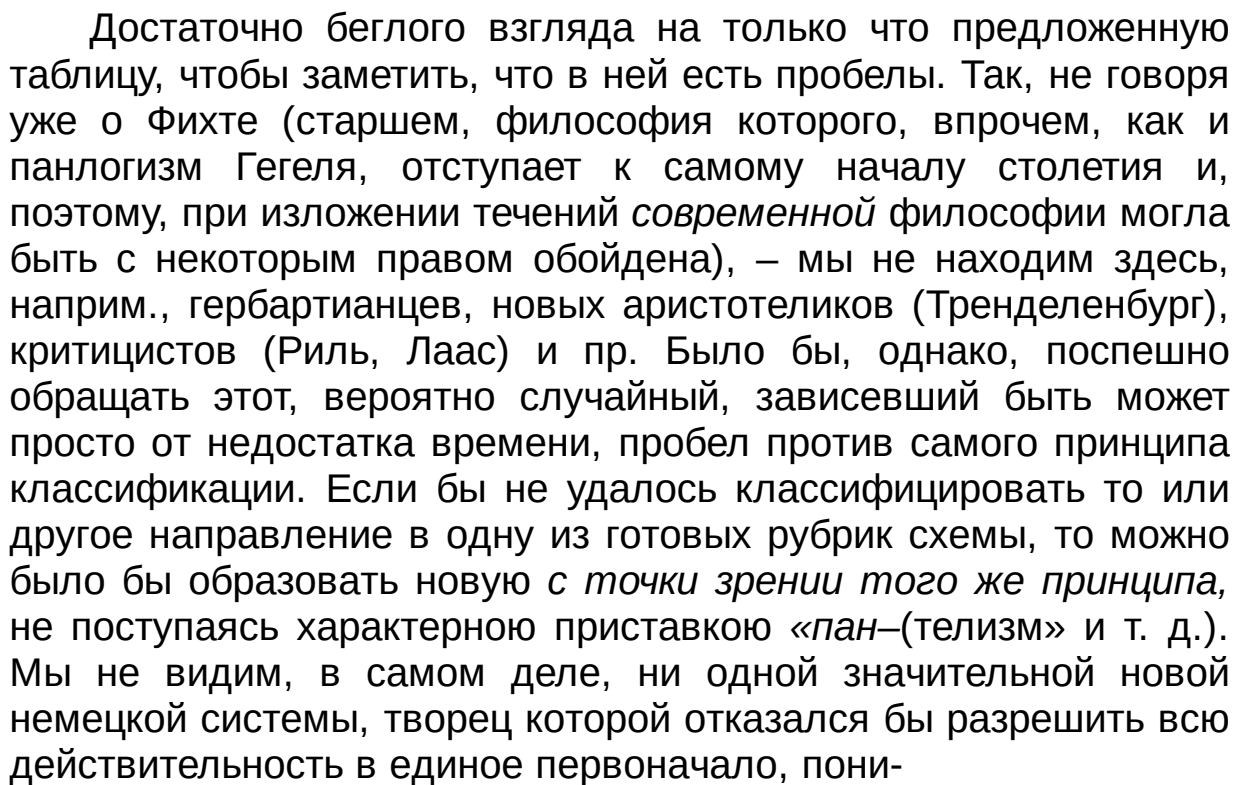 Достаточно беглого взгляда на только что предложенную
таблицу, чтобы заметить, что в ней есть пробелы. Так, не говоря
уже о Фихте (старшем, философия которого, впрочем, как и
панлогизм Гегеля, отступает к самому началу столетия и,
поэтому, при изложении течений современной философии могла
быть с некоторым правом обойдена), – мы не находим здесь,
наприм., гербартианцев, новых аристотеликов (Тренделенбург),
критицистов (Риль, Лаас) и пр. Было бы, однако, поспешно
обращать этот, вероятно случайный, зависевший быть может
просто от недостатка времени, пробел против самого принципа
классификации. Если бы не удалось классифицировать то или
другое направление в одну из готовых рубрик схемы, то можно
было бы образовать новую с точки зрении того же принципа,
не поступаясь характерною приставкою «пан–(телизм» и т. д.).
Мы не видим, в самом деле, ни одной значительной новой
немецкой системы, творец которой отказался бы разрешить всю
действительность в единое первоначало, пони-